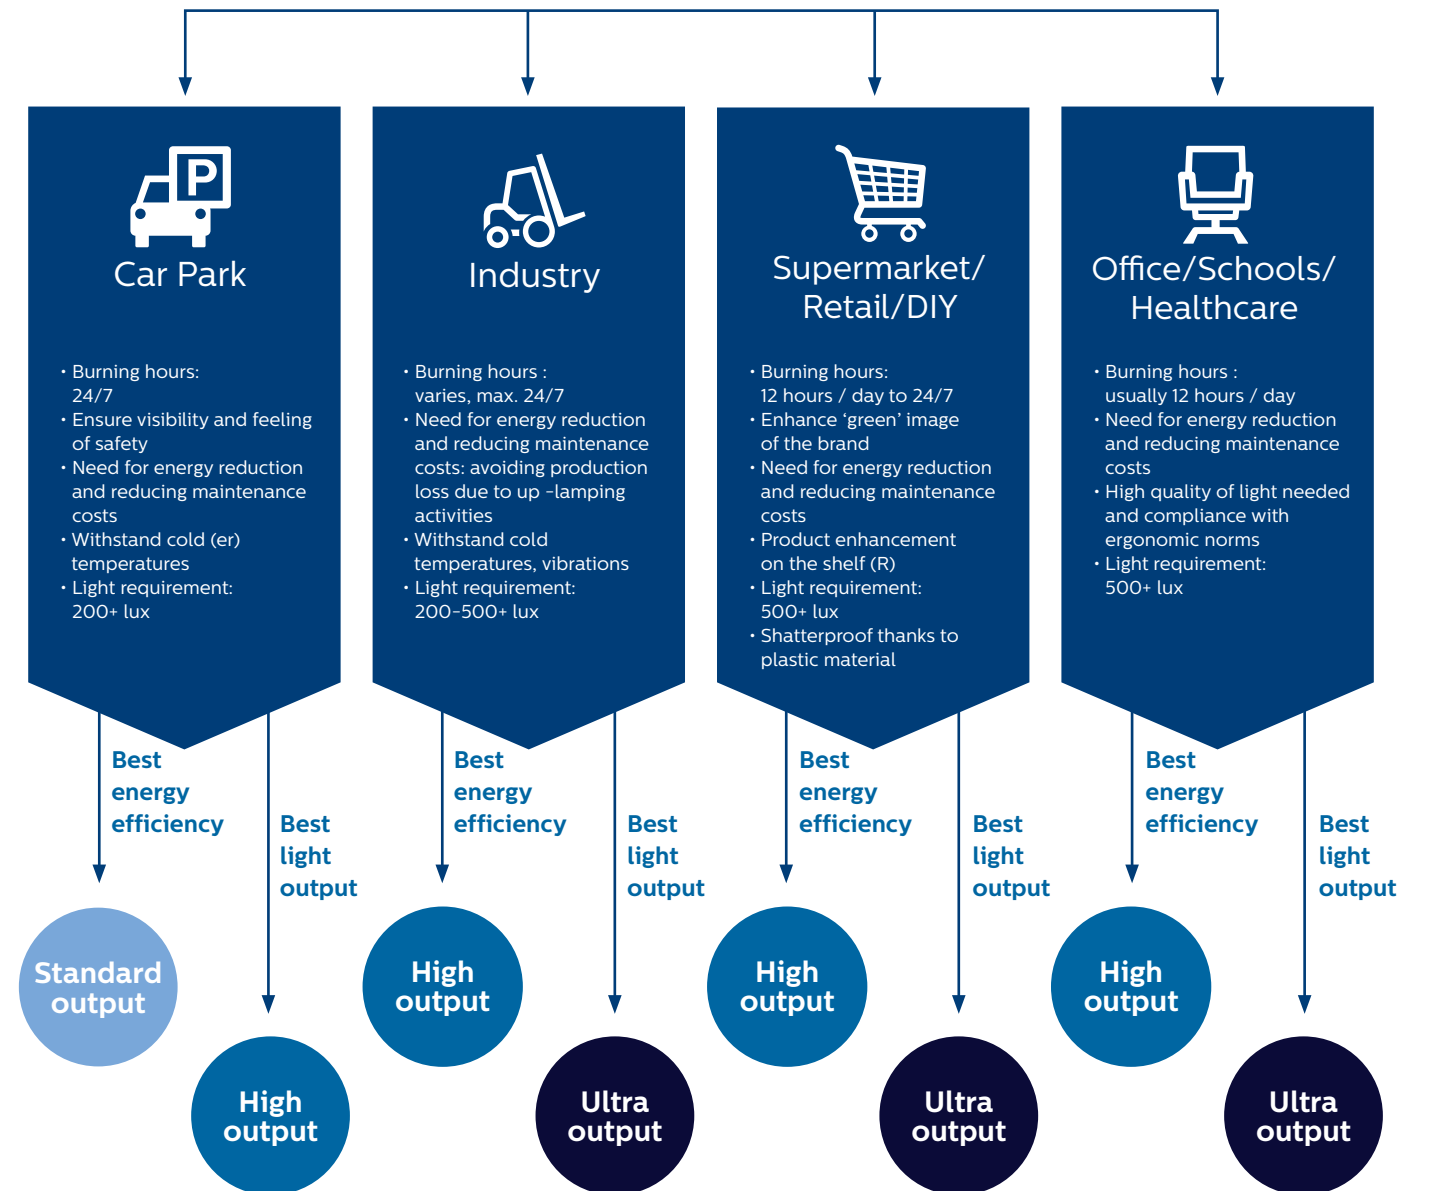 P
Car Park
• Burning hours:
24/7
• Ensure visibility and feeling
of safety
• Need for energy reduction
and reducing maintenance
costs
• Withstand cold (er)
temperatures
• Light requirement:
200+ lux
Industry
• Burning hours :
varies, max. 24/7
• Need for energy reduction
and reducing maintenance
costs: avoiding production
loss due to up -lamping
activities
• Withstand cold
temperatures, vibrations
• Light requirement:
200-500+ lux
Supermarket/
Retail/DIY
• Burning hours:
12 hours / day to 24/7
• Enhance ‘green’ image
of the brand
• Need for energy reduction
and reducing maintenance
costs
• Product enhancement
on the shelf (R)
• Light requirement:
500+ lux
• Shatterproof thanks to
plastic material
Office/Schools/
Healthcare
• Burning hours :
usually 12 hours / day
• Need for energy reduction
and reducing maintenance
costs
• High quality of light needed
and compliance with
ergonomic norms
• Light requirement:
500+ lux
Best
energy
efficiency
Best
light
output
Best
energy
efficiency
Best
light
output
Best
energy
efficiency
Best
light
output
Best
energy
efficiency
Best
light
output
Standard
output
High
output
High
output
Ultra
output
High
output
Ultra
output
High
output
Ultra
output